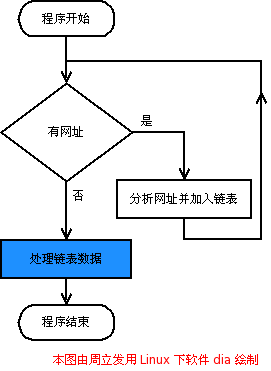 程序开始
有网址
是
否
分析网址并加入链表
处理链表数据
程序结束
本图由周立发用 Linux 下软件 dia 绘制